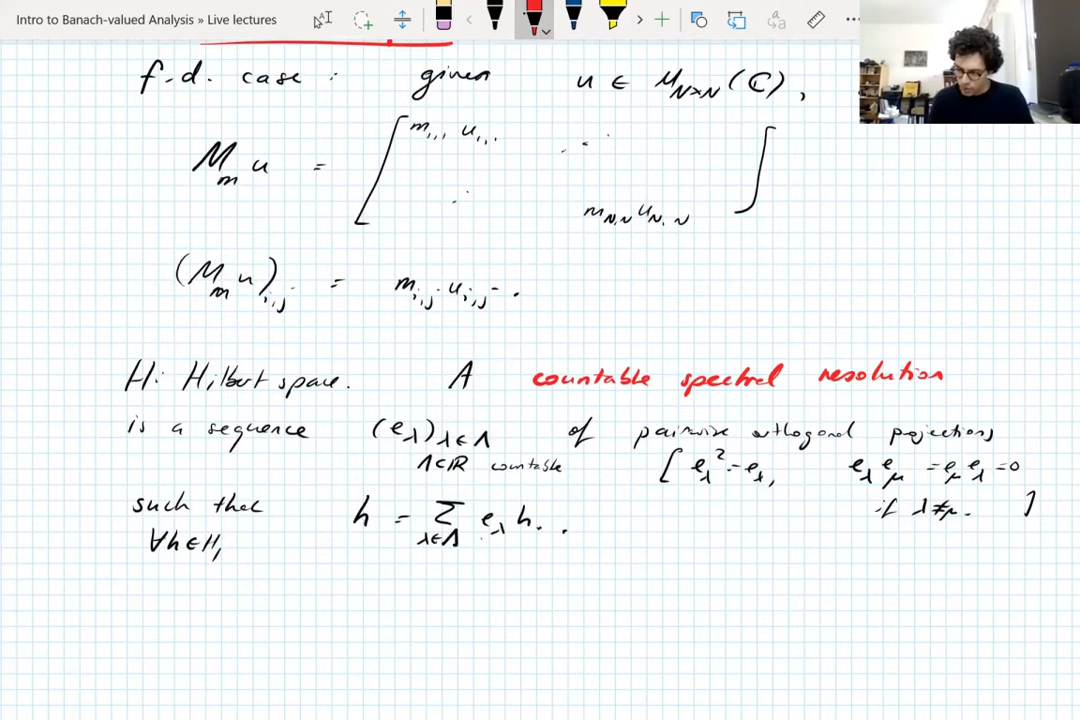 Intro to Banach-valued Analysis » Live lectures
f.d. case : given u ∈ M_{N×N}(ℂ),
M_m u = [ m_{1,1} u_{1,1} ⋱ m_{N,N} u_{N,N} ]
(M_m u)_{i,j} = m_{i,j} u_{i,j} .
H: Hilbert space. A countable spectral resolution
is a sequence (e_λ)_{λ∈Λ} of pairwise orthogonal projections
Λ⊂ℝ countable [ e_λ^2 = e_λ, e_λ e_μ = e_μ e_λ = 0
such that h = Σ_{λ∈Λ} e_λ h . if λ≠μ. ]
∀h∈H,